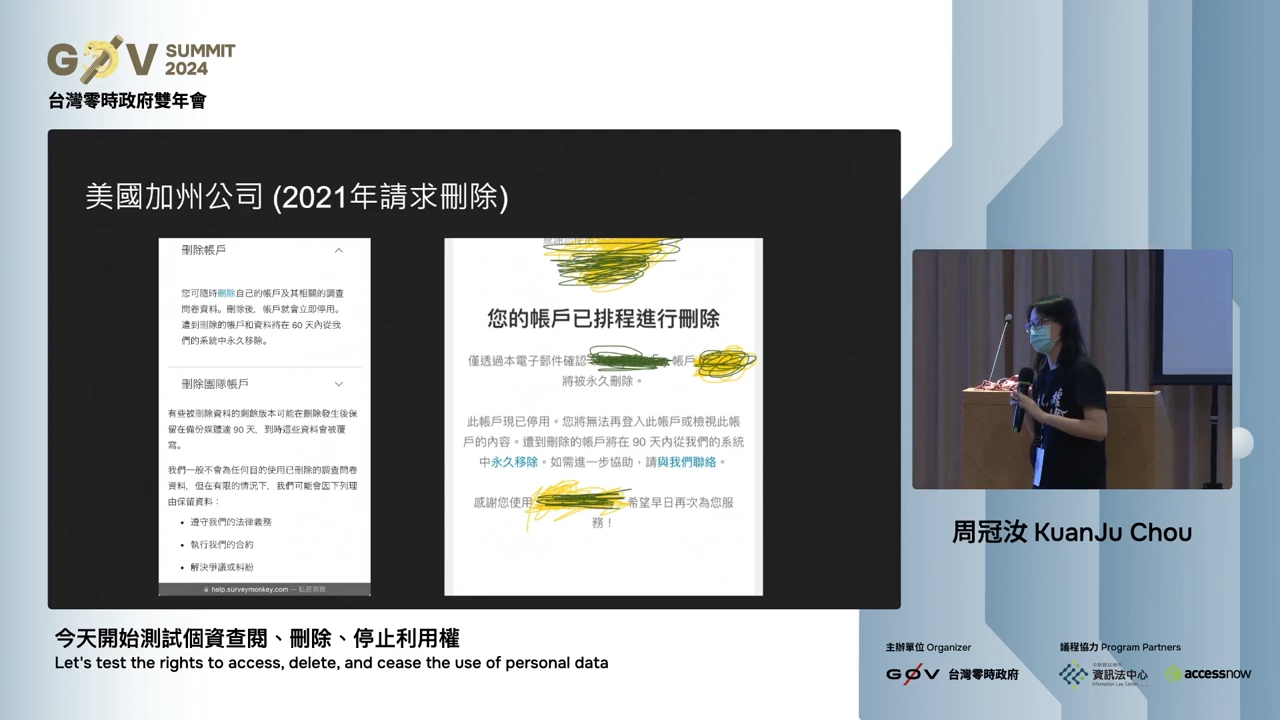 GØV SUMMIT
2024
台灣零時政府雙年會
美國加州公司 (2021年請求刪除)
刪除帳戶
您可隨時刪除自己的帳戶及其相關的調查
問卷資料。刪除後，帳戶就會立即停用。
遭到刪除的帳戶和資料將在 60 天內從我
們的系統中永久移除。
刪除團隊帳戶
有些被刪除資料的剩餘版本可能在刪除發生後保
留在備份媒體達 90 天，到時這些資料會被覆
寫。
我們一般不會為任何目的使用已刪除的調查問卷
資料，但在有限的情況下，我們可能會因下列理
由保留資料：
• 遵守我們的法律義務
• 執行我們的合約
• 解決爭議或糾紛
help.surveymonkey.com — 私密瀏覽
感謝您使用
您的帳戶已排程進行刪除
僅透過本電子郵件確認 帳戶
將被永久刪除。
此帳戶現已停用。您將無法再登入此帳戶或檢視此帳
戶的內容。遭到刪除的帳戶將在 90 天內從我們的系統
中永久移除。如需進一步協助，請與我們聯絡。
感謝您使用 希望早日再次為您服
務！
周冠汝 KuanJu Chou
今天開始測試個資查閱、刪除、停止利用權
Let's test the rights to access, delete, and cease the use of personal data
主辦單位 Organizer
GØV 台灣零時政府
議程協力 Program Partners
資訊法中心
Information Law Center
accessnow